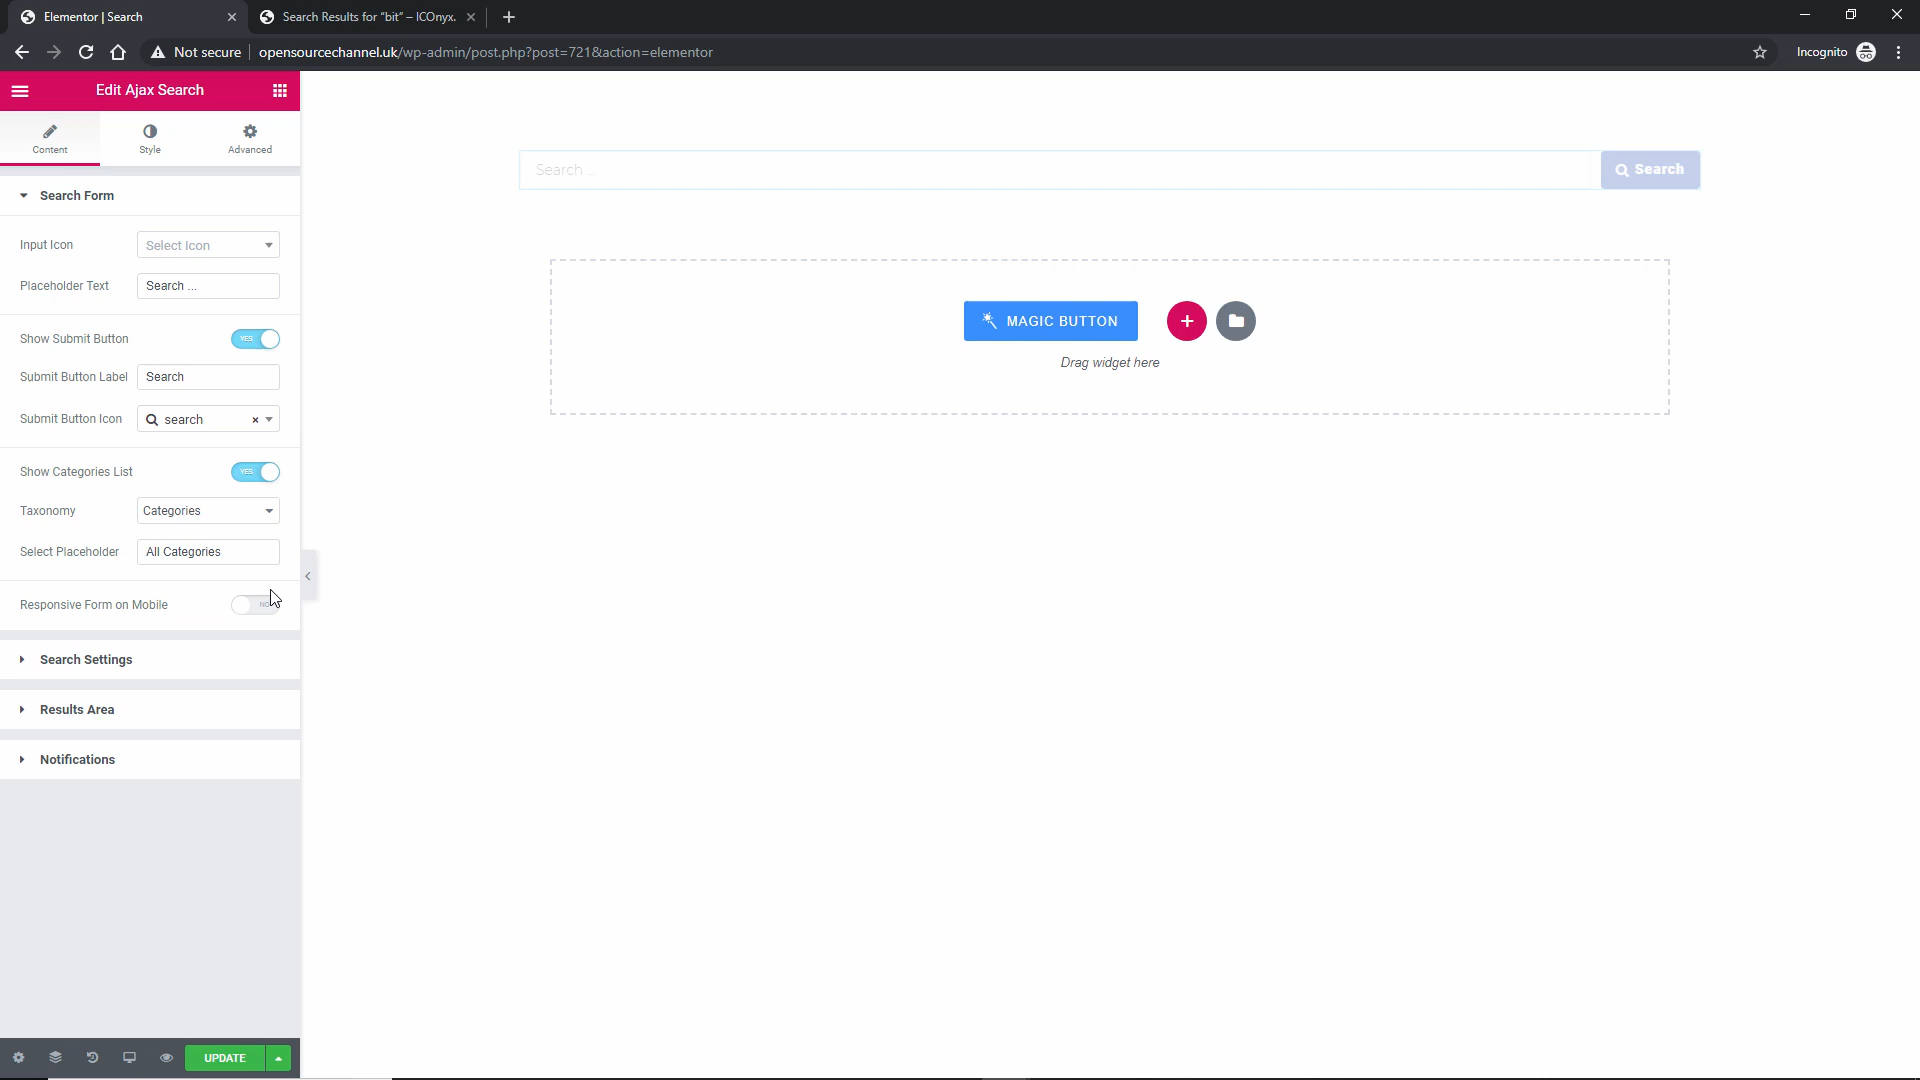 Elementor | Search
Search Results for "bit" – ICOnyx.
Not secure
opensourcechannel.uk/wp-admin/post.php?post=721&action=elementor
Incognito
Edit Ajax Search
Content
Style
Advanced
Search Form
Input Icon
Select Icon
Placeholder Text
Search ...
Show Submit Button
YES
Submit Button Label
Search
Submit Button Icon
search
Show Categories List
YES
Taxonomy
Categories
Select Placeholder
All Categories
Responsive Form on Mobile
NO
Search Settings
Results Area
Notifications
UPDATE
Search ...
Search
MAGIC BUTTON
Drag widget here